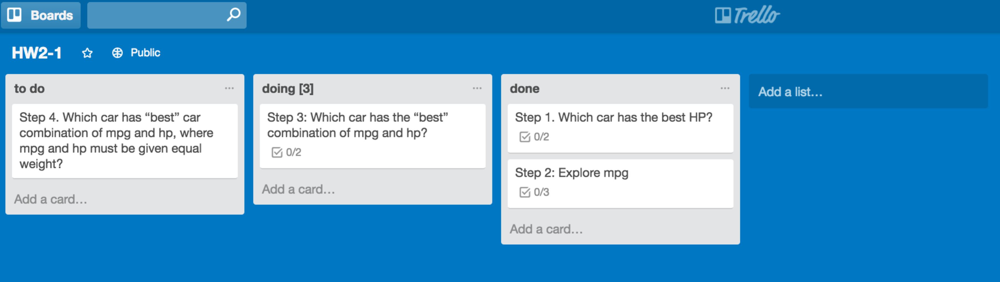 Boards
Trello
HW2-1
Public
to do
...
Step 4. Which car has “best” car
combination of mpg and hp, where
mpg and hp must be given equal
weight?
Add a card...
doing [3]
...
Step 3: Which car has the “best”
combination of mpg and hp?
0/2
Add a card...
done
...
Step 1. Which car has the best HP?
0/2
Step 2: Explore mpg
0/3
Add a card...
Add a list...